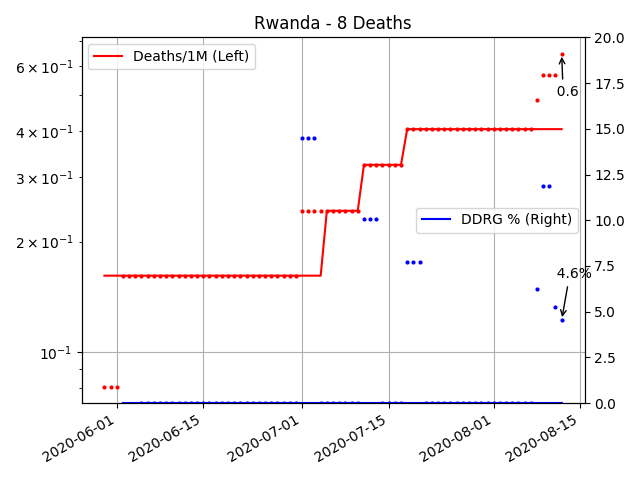 Rwanda - 8 Deaths
Deaths/1M (Left)
DDRG % (Right)
0.6
4.6%
6 × 10⁻¹
4 × 10⁻¹
3 × 10⁻¹
2 × 10⁻¹
10⁻¹
20.0
17.5
15.0
12.5
10.0
7.5
5.0
2.5
0.0
2020-06-01
2020-06-15
2020-07-01
2020-07-15
2020-08-01
2020-08-15